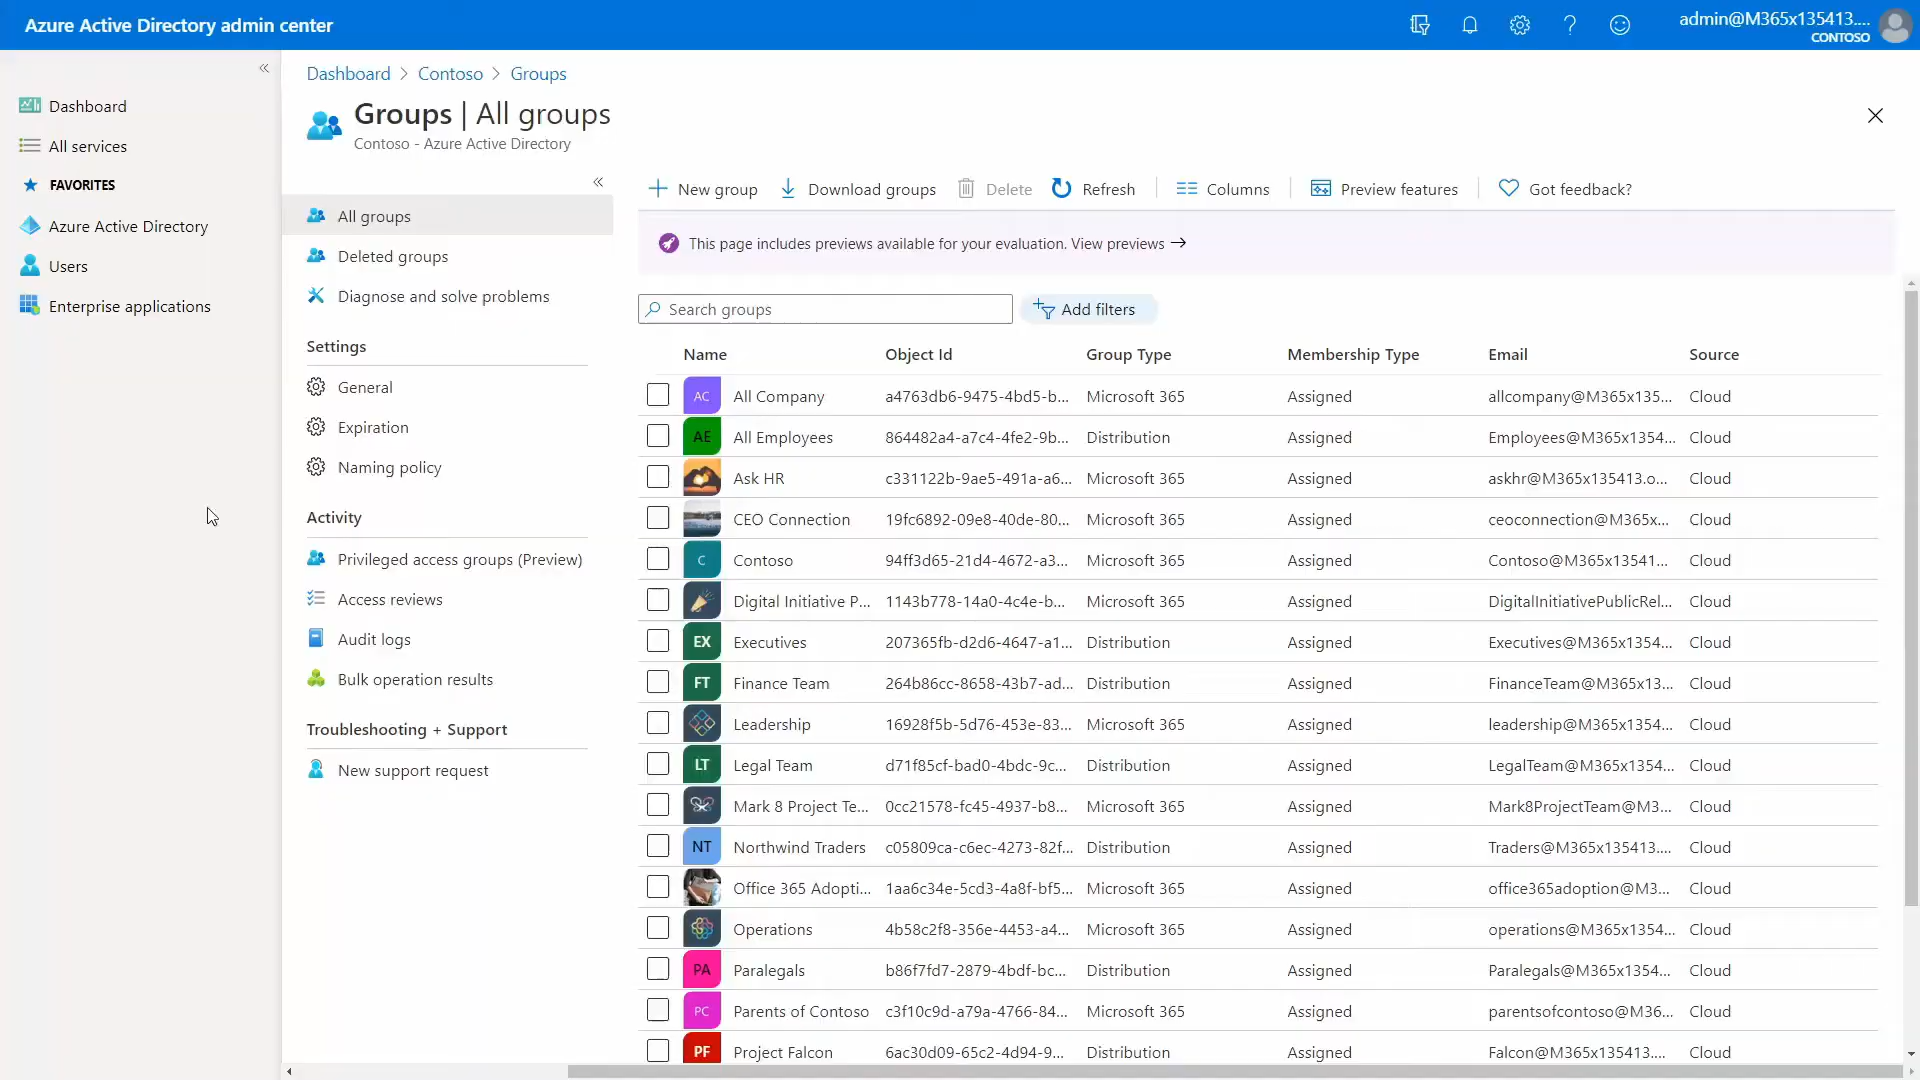 Azure Active Directory admin center
admin@M365x135413....
CONTOSO
Dashboard
All services
FAVORITES
Azure Active Directory
Users
Enterprise applications
Dashboard > Contoso > Groups
Groups | All groups
Contoso - Azure Active Directory
All groups
Deleted groups
Diagnose and solve problems
Settings
General
Expiration
Naming policy
Activity
Privileged access groups (Preview)
Access reviews
Audit logs
Bulk operation results
Troubleshooting + Support
New support request
New group Download groups Delete Refresh Columns Preview features Got feedback?
This page includes previews available for your evaluation. View previews →
Search groups Add filters
Name Object Id Group Type Membership Type Email Source
AC All Company a4763db6-9475-4bd5-b... Microsoft 365 Assigned allcompany@M365x135... Cloud
AE All Employees 864482a4-a7c4-4fe2-9b... Distribution Assigned Employees@M365x1354... Cloud
Ask HR c331122b-9ae5-491a-a6... Microsoft 365 Assigned askhr@M365x135413.o... Cloud
CEO Connection 19fc6892-09e8-40de-80... Microsoft 365 Assigned ceoconnection@M365x... Cloud
C Contoso 94ff3d65-21d4-4672-a3... Microsoft 365 Assigned Contoso@M365x13541... Cloud
Digital Initiative P... 1143b778-14a0-4c4e-b... Microsoft 365 Assigned DigitalInitiativePublicRel... Cloud
EX Executives 207365fb-d2d6-4647-a1... Distribution Assigned Executives@M365x1354... Cloud
FT Finance Team 264b86cc-8658-43b7-ad... Distribution Assigned FinanceTeam@M365x13... Cloud
Leadership 16928f5b-5d76-453e-83... Microsoft 365 Assigned leadership@M365x1354... Cloud
LT Legal Team d71f85cf-bad0-4bdc-9c... Distribution Assigned LegalTeam@M365x1354... Cloud
Mark 8 Project Te... 0cc21578-fc45-4937-b8... Microsoft 365 Assigned Mark8ProjectTeam@M3... Cloud
NT Northwind Traders c05809ca-c6ec-4273-82f... Distribution Assigned Traders@M365x135413.... Cloud
Office 365 Adopti... 1aa6c34e-5cd3-4a8f-bf5... Microsoft 365 Assigned office365adoption@M3... Cloud
Operations 4b58c2f8-356e-4453-a4... Microsoft 365 Assigned operations@M365x1354... Cloud
PA Paralegals b86f7fd7-2879-4bdf-bc... Distribution Assigned Paralegals@M365x1354... Cloud
PC Parents of Contoso c3f10c9d-a79a-4766-84... Microsoft 365 Assigned parentsofcontoso@M36... Cloud
PF Project Falcon 6ac30d09-65c2-4d94-9... Distribution Assigned Falcon@M365x135413.... Cloud